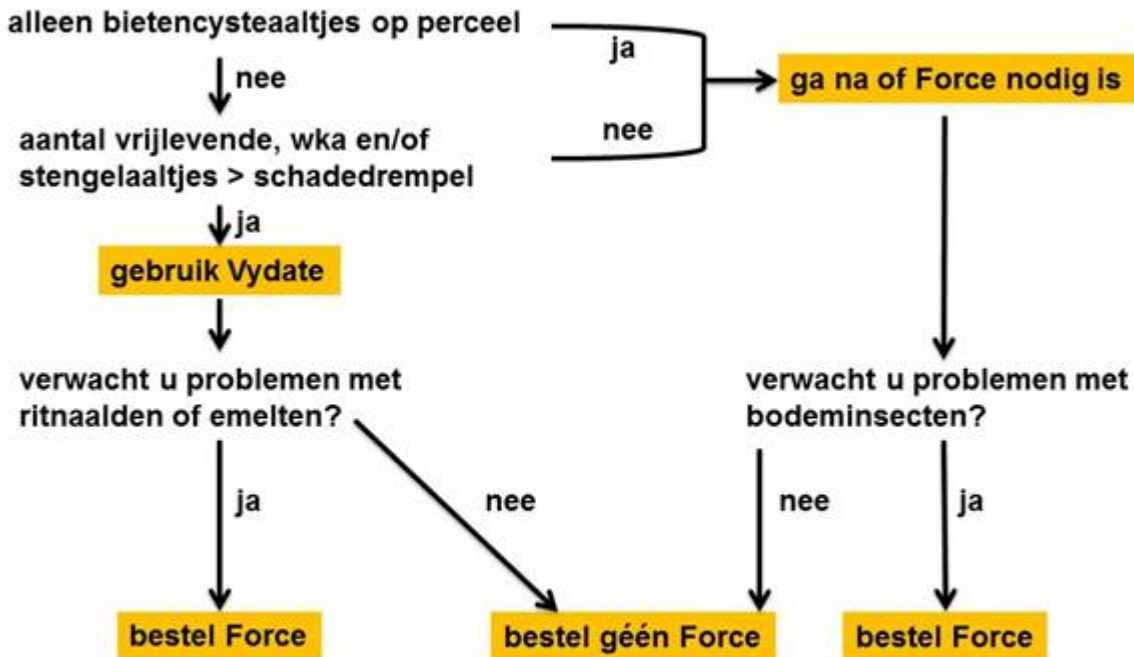 alleen bietencysteaaltjes op perceel
ja
ga na of Force nodig is
nee
nee
aantal vrijlevende, wka en/of
stengelaaltjes > schadedrempel
ja
gebruik Vydate
verwacht u problemen met
ritnaalden of emelten?
verwacht u problemen met
bodeminsecten?
ja
nee
nee
ja
bestel Force
bestel géén Force
bestel Force